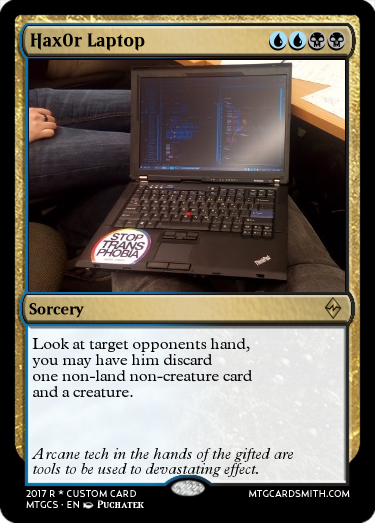 Hax0r Laptop
STOP
TRANS
PHOBIA
ThinkPad
Sorcery
Look at target opponents hand,
you may have him discard
one non-land non-creature card
and a creature.
Arcane tech in the hands of the gifted are
tools to be used to devastating effect.
2017 R * CUSTOM CARD
MTGCS · EN PUCHATEK
MTGCARDSMITH.COM